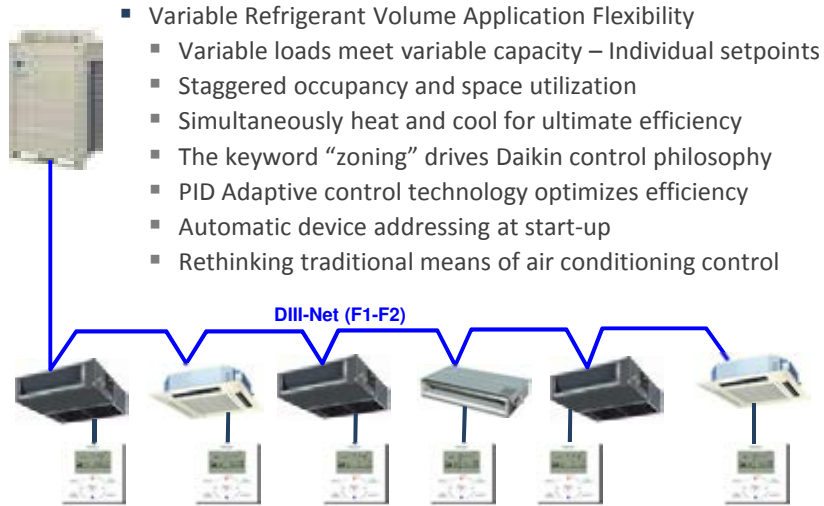 Variable Refrigerant Volume Application Flexibility
Variable loads meet variable capacity – Individual setpoints
Staggered occupancy and space utilization
Simultaneously heat and cool for ultimate efficiency
The keyword “zoning” drives Daikin control philosophy
PID Adaptive control technology optimizes efficiency
Automatic device addressing at start-up
Rethinking traditional means of air conditioning control
DIII-Net (F1-F2)